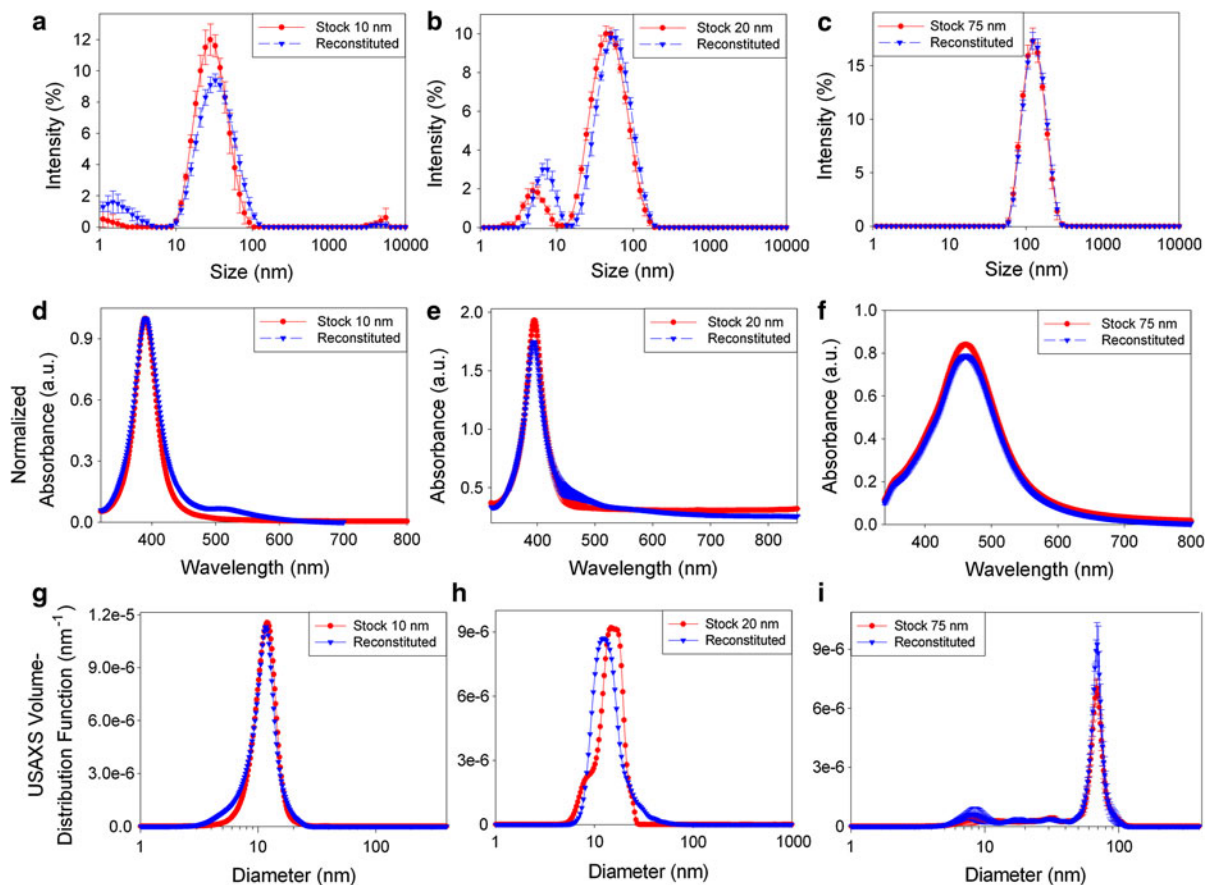 a
Stock 10 nm
Reconstituted
Intensity (%)
12
10
8
6
4
2
0
1
10
100
1000
10000
Size (nm)
b
Stock 20 nm
Reconstituted
Intensity (%)
10
8
6
4
2
0
1
10
100
1000
10000
Size (nm)
c
Stock 75 nm
Reconstituted
Intensity (%)
15
10
5
0
1
10
100
1000
10000
Size (nm)
d
Stock 10 nm
Reconstituted
Normalized
Absorbance (a.u.)
0.9
0.6
0.3
0.0
400
500
600
700
800
Wavelength (nm)
e
Stock 20 nm
Reconstituted
Absorbance (a.u.)
2.0
1.5
1.0
0.5
400
500
600
700
800
Wavelength (nm)
f
Stock 75 nm
Reconstituted
Absorbance (a.u.)
1.0
0.8
0.6
0.4
0.2
0.0
400
500
600
700
800
Wavelength (nm)
g
Stock 10 nm
Reconstituted
USAXS Volume-
Distribution Function (nm⁻¹)
1.2e-5
9.0e-6
6.0e-6
3.0e-6
0.0
1
10
100
Diameter (nm)
h
Stock 20 nm
Reconstituted
9e-6
6e-6
3e-6
0
1
10
100
1000
Diameter (nm)
i
Stock 75 nm
Reconstituted
9e-6
6e-6
3e-6
0
1
10
100
Diameter (nm)